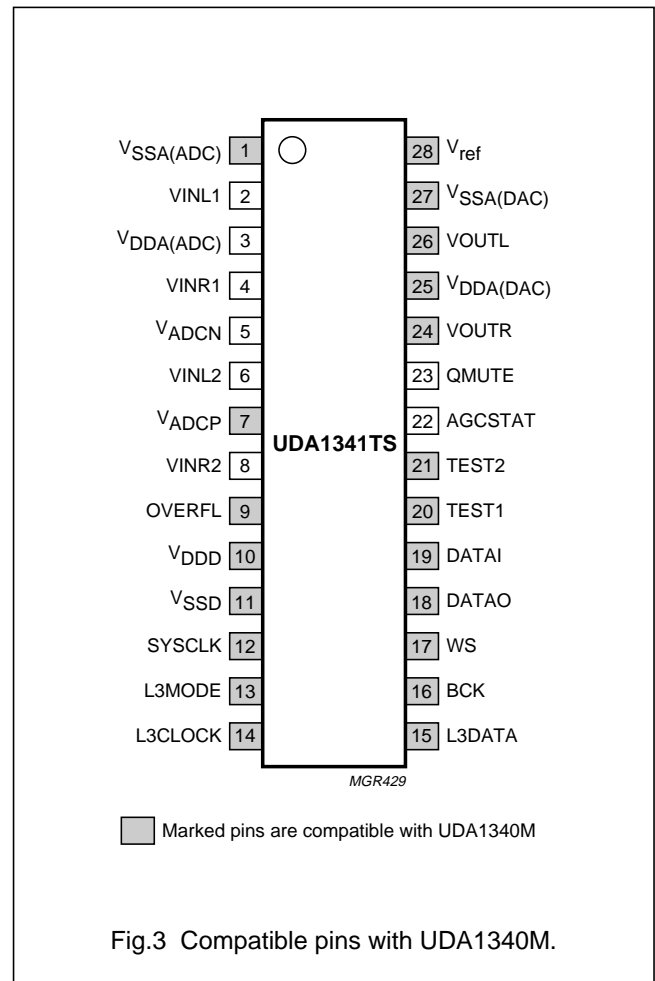 VSSA(ADC) 1
VINL1 2
VDDA(ADC) 3
VINR1 4
VADCN 5
VINL2 6
VADCP 7
VINR2 8
OVERFL 9
VDDD 10
VSSD 11
SYSCLK 12
L3MODE 13
L3CLOCK 14
UDA1341TS
28 Vref
27 VSSA(DAC)
26 VOUTL
25 VDDA(DAC)
24 VOUTR
23 QMUTE
22 AGCSTAT
21 TEST2
20 TEST1
19 DATAI
18 DATAO
17 WS
16 BCK
15 L3DATA
MGR429
Marked pins are compatible with UDA1340M
Fig.3 Compatible pins with UDA1340M.